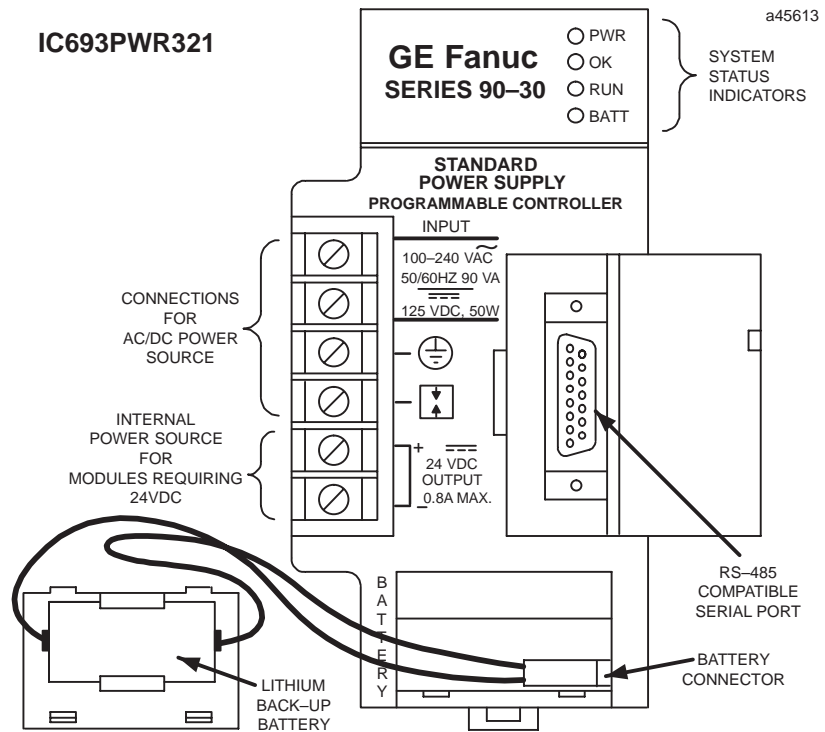 a45613
IC693PWR321
GE Fanuc
SERIES 90–30
PWR
OK
RUN
BATT
SYSTEM
STATUS
INDICATORS
STANDARD
POWER SUPPLY
PROGRAMMABLE CONTROLLER
INPUT
100–240 VAC
50/60HZ 90 VA
125 VDC, 50W
CONNECTIONS
FOR
AC/DC POWER
SOURCE
INTERNAL
POWER SOURCE
FOR
MODULES REQUIRING
24VDC
+
24 VDC
OUTPUT
0.8A MAX.
–
RS–485
COMPATIBLE
SERIAL PORT
BATTERY
BATTERY
CONNECTOR
LITHIUM
BACK–UP
BATTERY